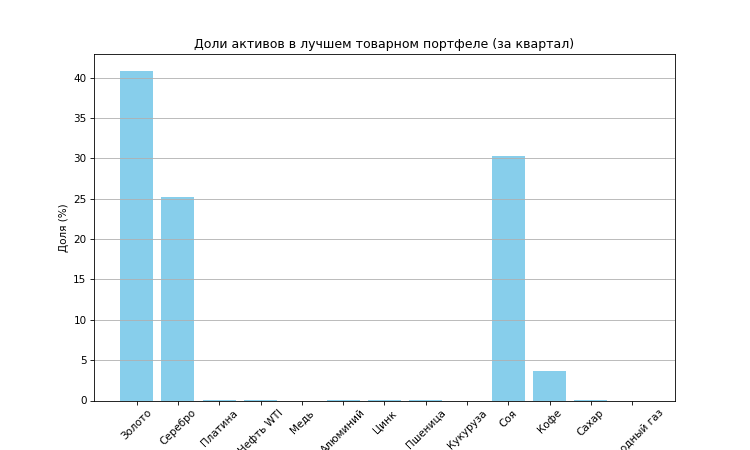 Доли активов в лучшем товарном портфеле (за квартал)
Доля (%)
40
35
30
25
20
15
10
5
0
Золото
Серебро
Платина
Нефть WTI
Медь
Алюминий
Цинк
Пшеница
Кукуруза
Соя
Кофе
Сахар
газ